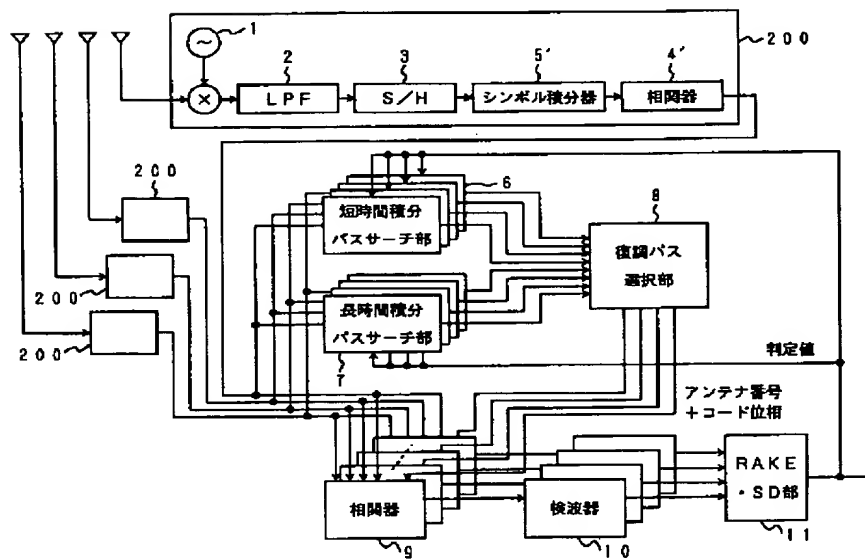 1
200
2
3
5'
4'
LPF
S/H
シンボル積分器
相関器
200
6
短時間積分
パスサーチ部
8
復調パス
選択部
200
長時間積分
パスサーチ部
200
7
判定値
アンテナ番号
+コード位相
相関器
検波器
RAKE
・SD部
9
10
11